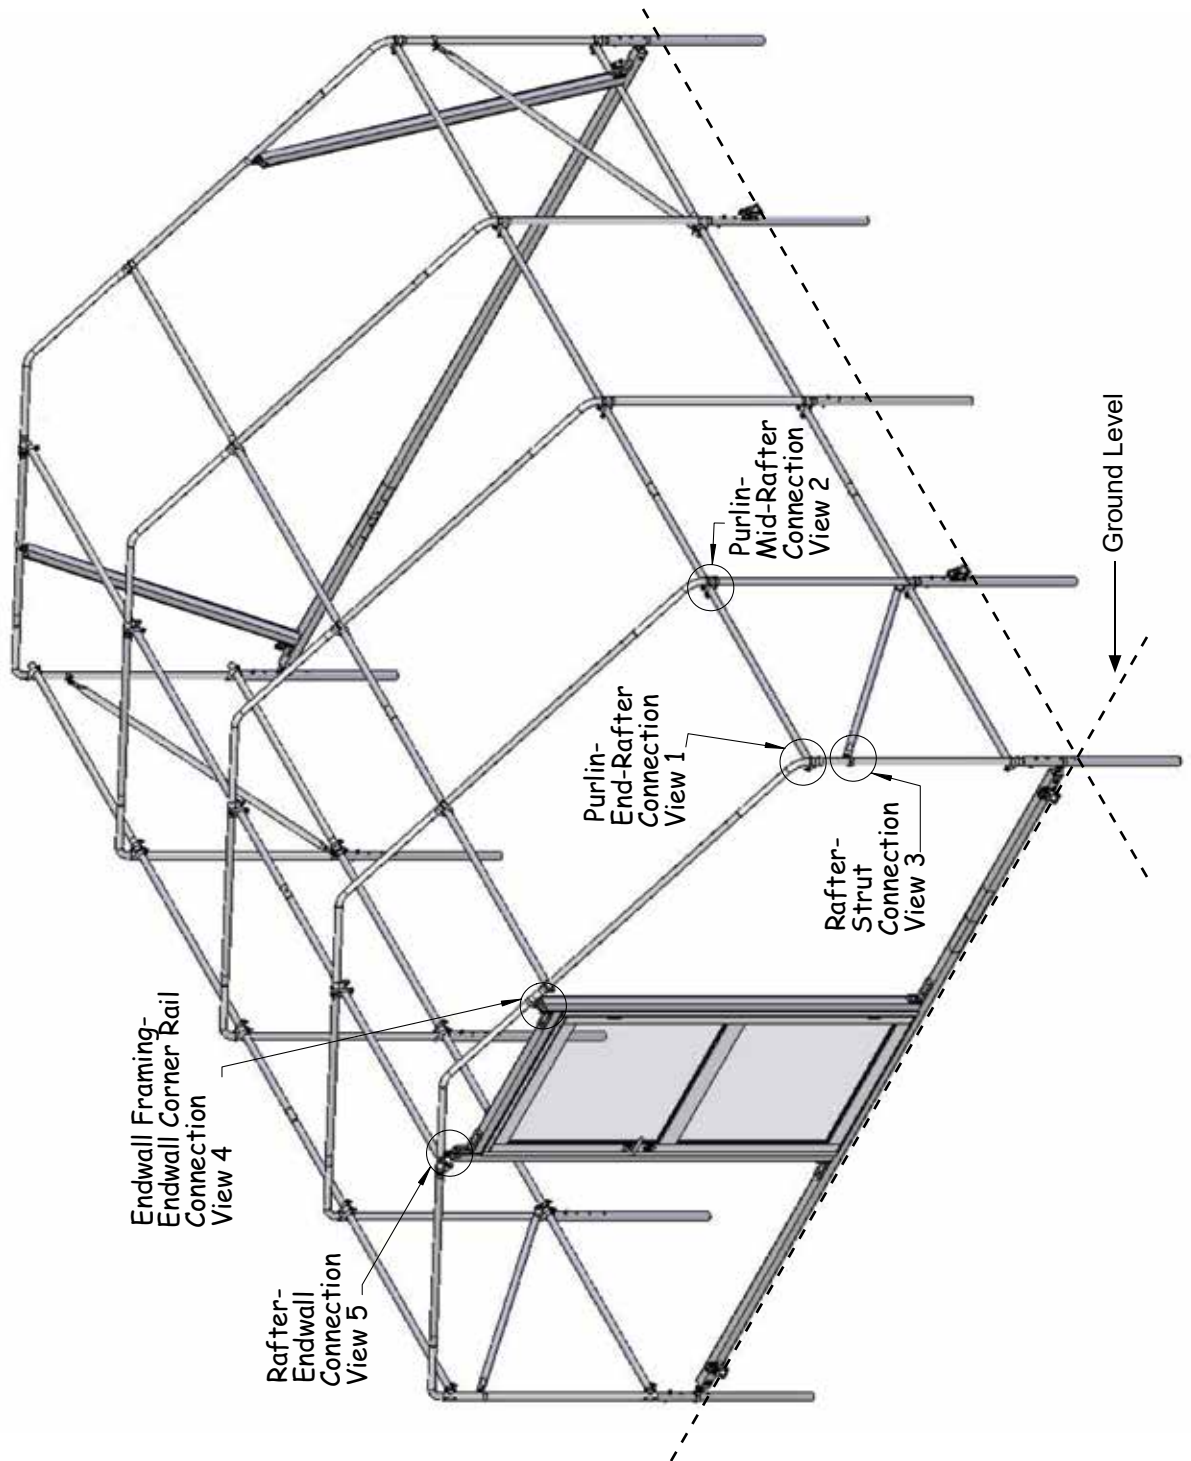 Endwall Framing-
Endwall Corner Rail
Connection
View 4
Rafter-
Endwall
Connection
View 5
Purlin-
Mid-Rafter
Connection
View 2
Purlin-
End-Rafter
Connection
View 1
Rafter-
Strut
Connection
View 3
Ground Level